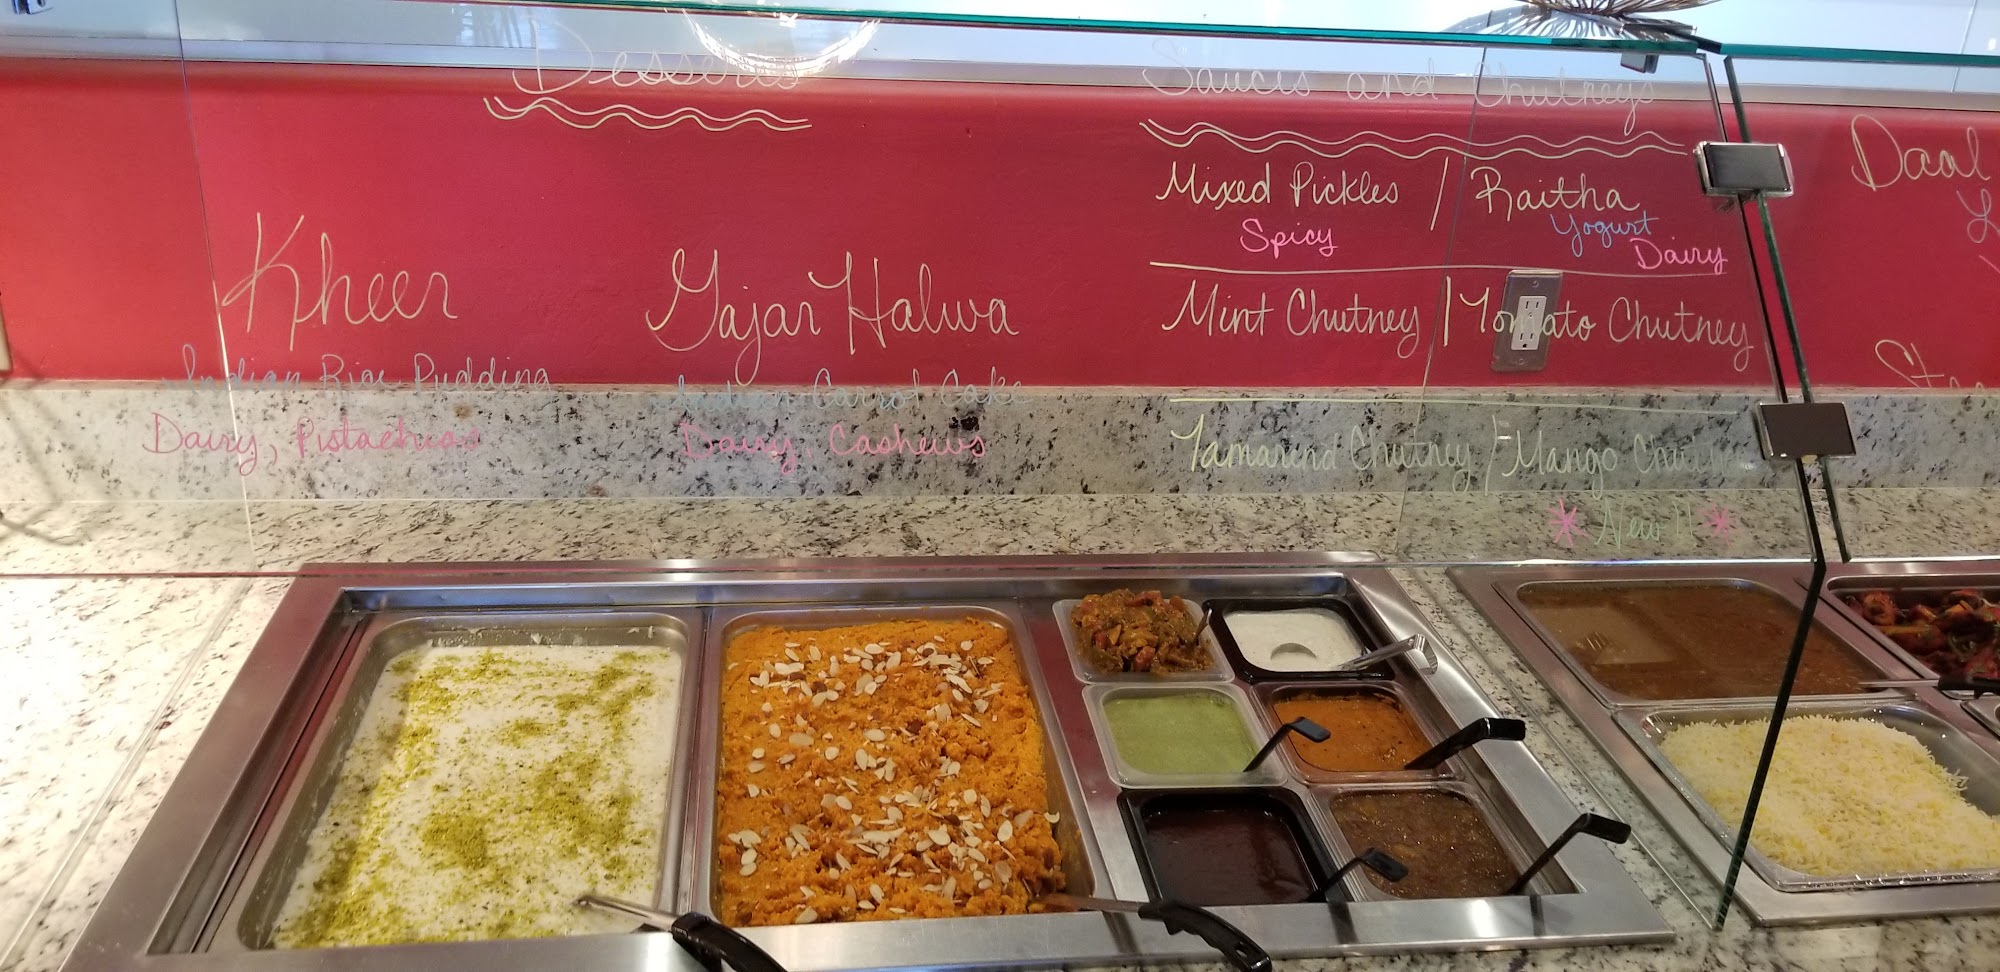 Desserts
Kheer
Indian Rice Pudding
Dairy, Pistachios
Gajar Halwa
Indian Carrot Cake
Dairy, Cashews
Sauces and Chutneys
Mixed Pickles / Raitha
Spicy
Yogurt
Dairy
Mint Chutney / Tomato Chutney
Tamarend Chutney / Mango Chutney
* New!! *
Daal